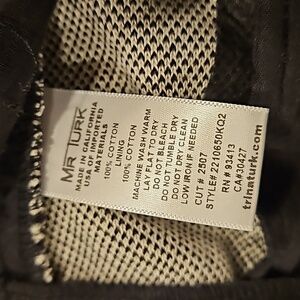 MR TURK
MADE IN CALIFORNIA
USA OF IMPORTED
MATERIALS
100% COTTON
LINING
100% COTTON
MACHINE WASH WARM
LAY FLAT TO DRY
DO NOT BLEACH
DO NOT TUMBLE DRY
DO NOT DRY CLEAN
LOW IRON IF NEEDED
CUT # 2507
STYLE# 2210650KQ2
RN # 93413
CA#30427
trinaturk.com